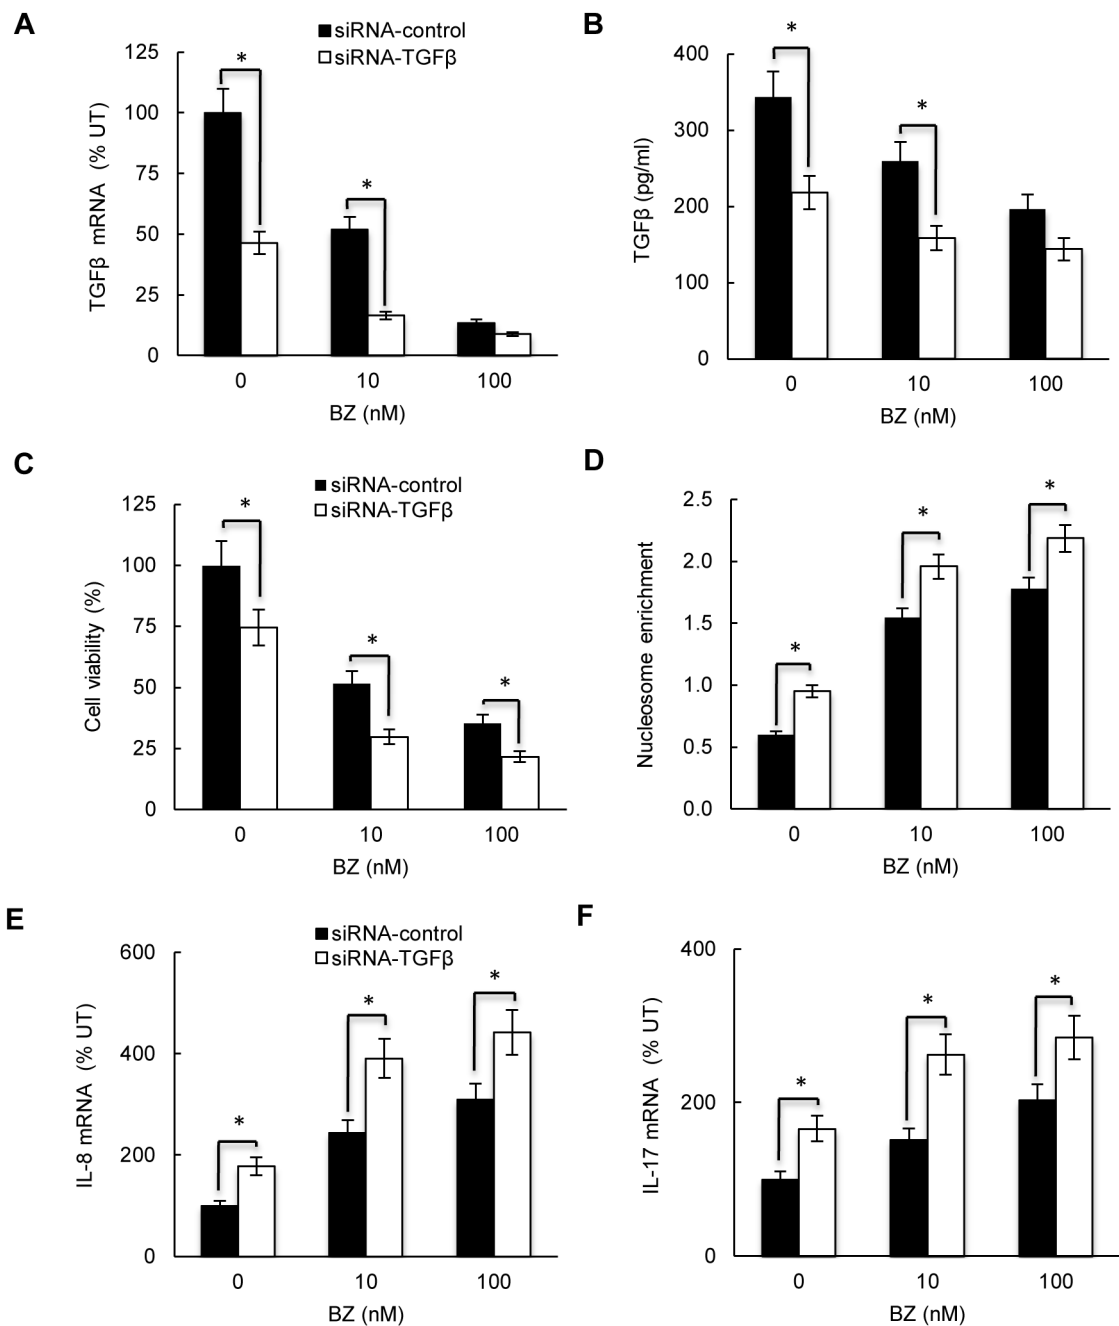 A
siRNA-control
siRNA-TGFβ
TGFβ mRNA (% UT)
125
100
75
50
25
0
*
*
0 10 100
BZ (nM)
B
TGFβ (pg/ml)
400
300
200
100
0
*
*
0 10 100
BZ (nM)
C
siRNA-control
siRNA-TGFβ
Cell viability (%)
125
100
75
50
25
0
*
*
*
0 10 100
BZ (nM)
D
Nucleosome enrichment
2.5
2.0
1.5
1.0
0.5
0.0
*
*
*
0 10 100
BZ (nM)
E
siRNA-control
siRNA-TGFβ
IL-8 mRNA (% UT)
600
400
200
0
*
*
*
0 10 100
BZ (nM)
F
IL-17 mRNA (% UT)
400
200
0
*
*
*
0 10 100
BZ (nM)